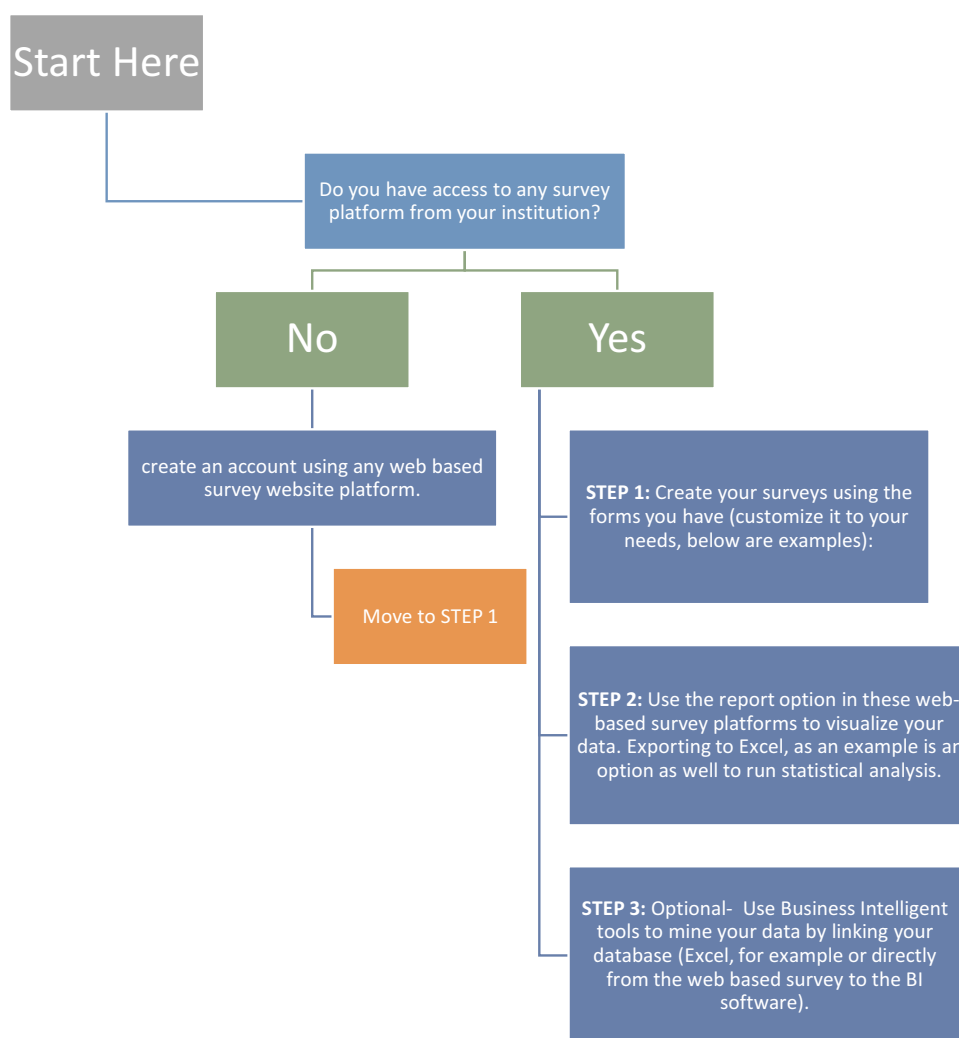 Start Here
Do you have access to any survey
platform from your institution?
No
Yes
create an account using any web based
survey website platform.
Move to STEP 1
STEP 1: Create your surveys using the
forms you have (customize it to your
needs, below are examples):
STEP 2: Use the report option in these web-
based survey platforms to visualize your
data. Exporting to Excel, as an example is an
option as well to run statistical analysis.
STEP 3: Optional- Use Business Intelligent
tools to mine your data by linking your
database (Excel, for example or directly
from the web based survey to the BI
software).